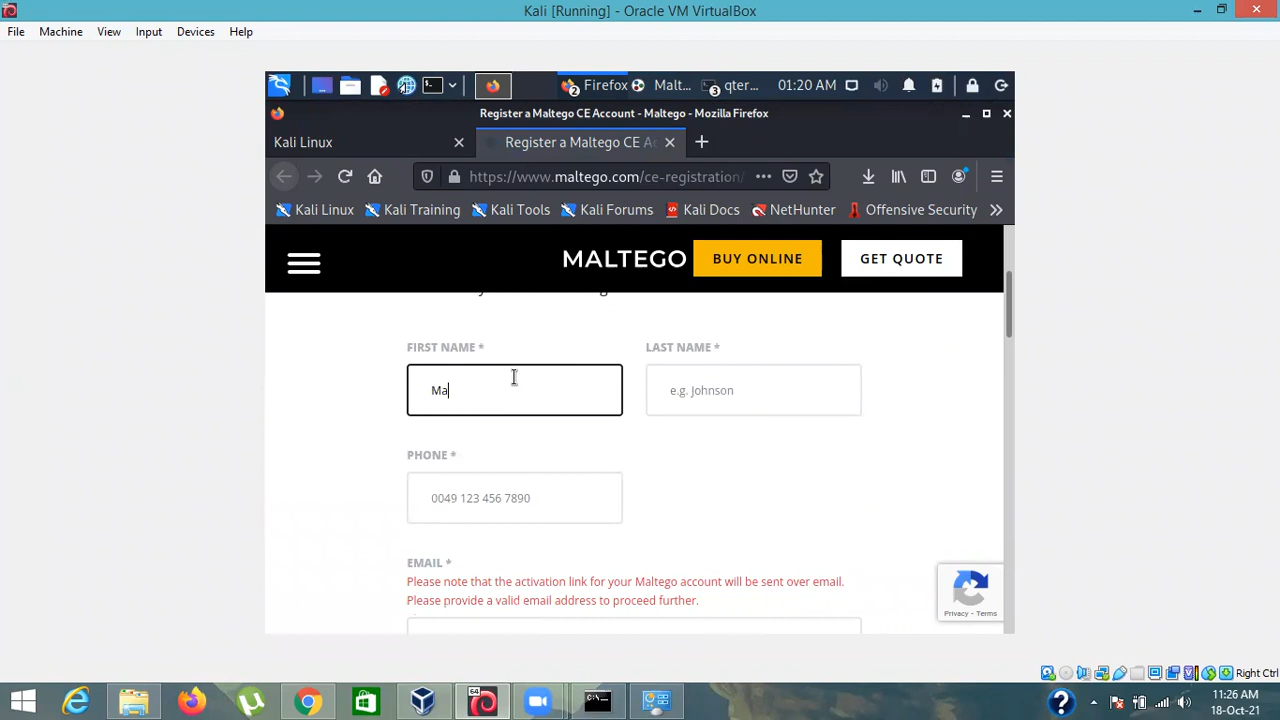 Kali [Running] - Oracle VM VirtualBox
File Machine View Input Devices Help
Firefox
2
Malt...
qter...
3
01:20 AM
Register a Maltego CE Account - Maltego - Mozilla Firefox
Kali Linux
Register a Maltego CE Ac
https://www.maltego.com/ce-registration/
Kali Linux Kali Training Kali Tools Kali Forums Kali Docs NetHunter Offensive Security
MALTEGO
BUY ONLINE
GET QUOTE
FIRST NAME *
LAST NAME *
Ma
e.g. Johnson
PHONE *
0049 123 456 7890
EMAIL *
Please note that the activation link for your Maltego account will be sent over email.
Please provide a valid email address to proceed further.
Privacy - Terms
Right Ctrl
64
11:26 AM
18-Oct-21